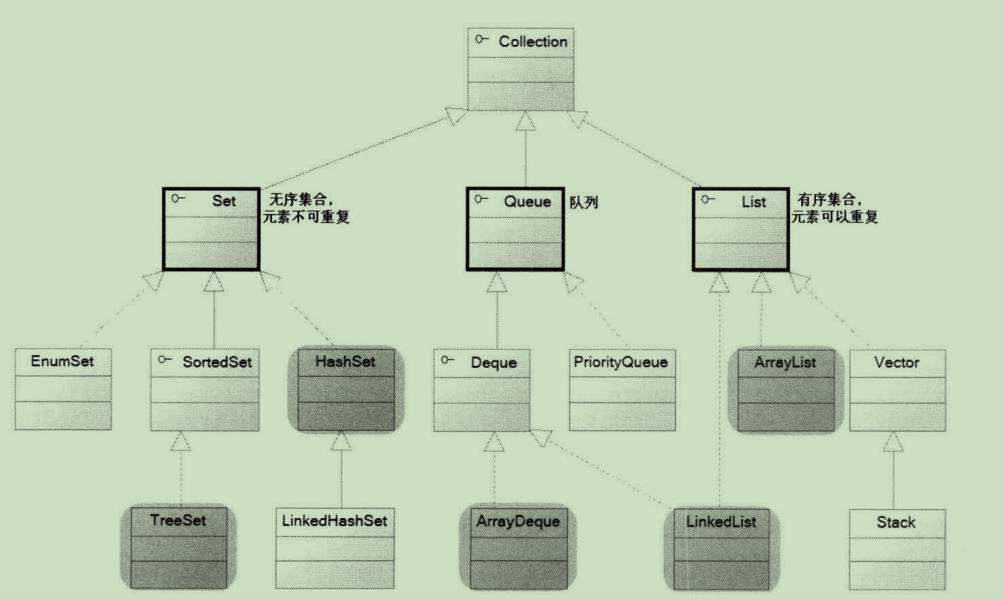 Collection
Set
无序集合，
元素不可重复
Queue
队列
List
有序集合，
元素可以重复
EnumSet
SortedSet
HashSet
Deque
PriorityQueue
ArrayList
Vector
TreeSet
LinkedHashSet
ArrayDeque
LinkedList
Stack